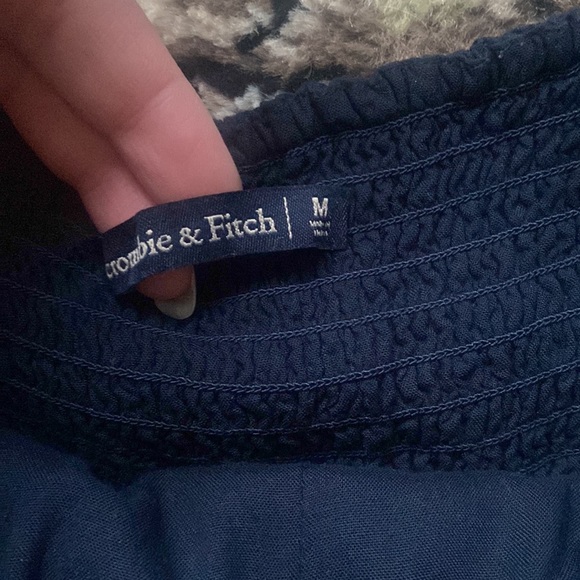 crombie & Fitch | M